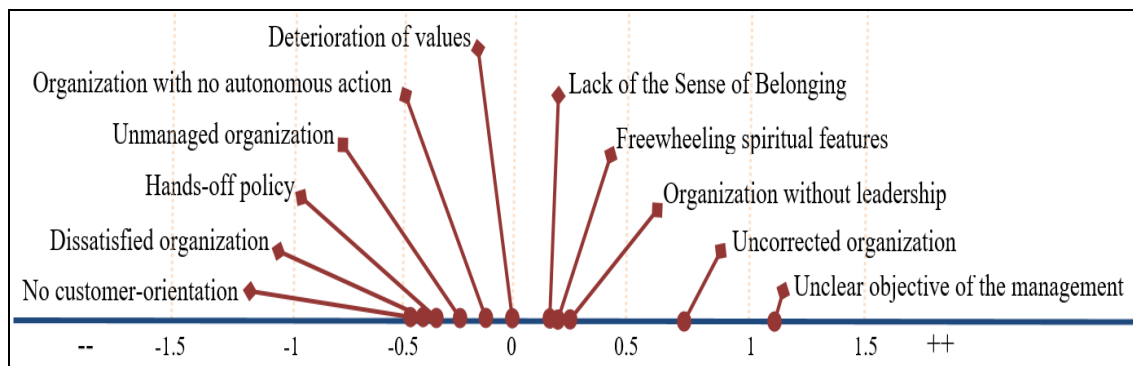 Deterioration of values
Organization with no autonomous action
Lack of the Sense of Belonging
Unmanaged organization
Freewheeling spiritual features
Hands-off policy
Organization without leadership
Dissatisfied organization
Uncorrected organization
No customer-orientation
Unclear objective of the management
-- -1.5 -1 -0.5 0 0.5 1 1.5 ++